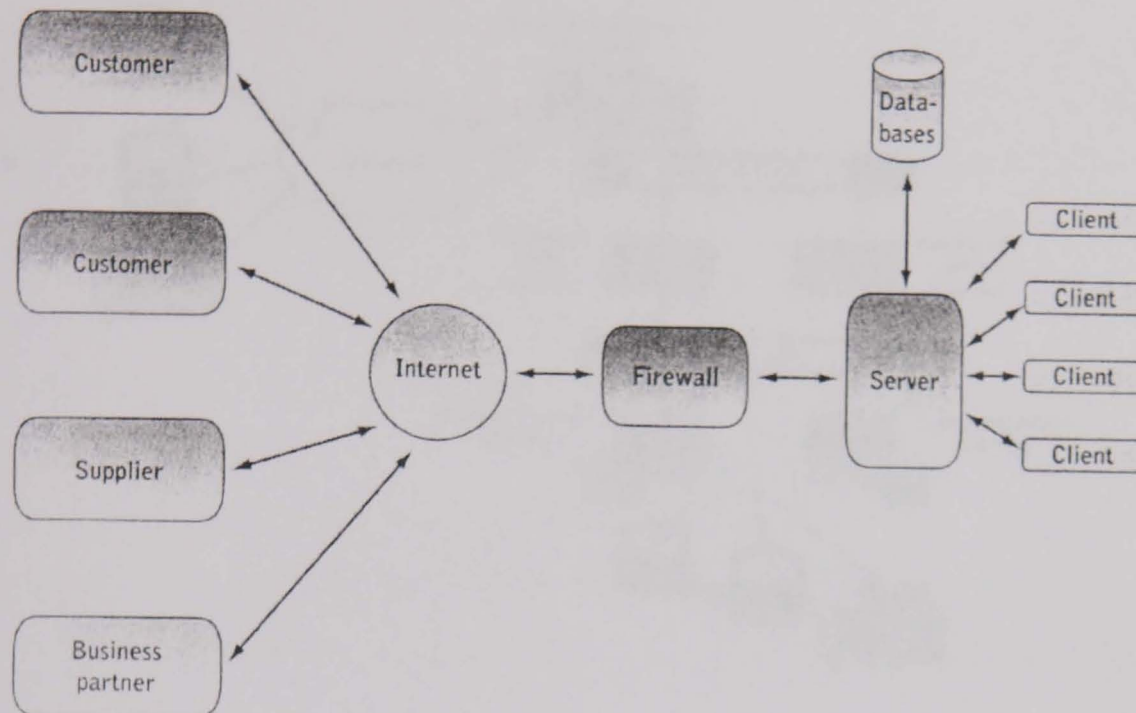 Customer
Customer
Supplier
Business
partner
Internet
Firewall
Data-
bases
Server
Client
Client
Client
Client